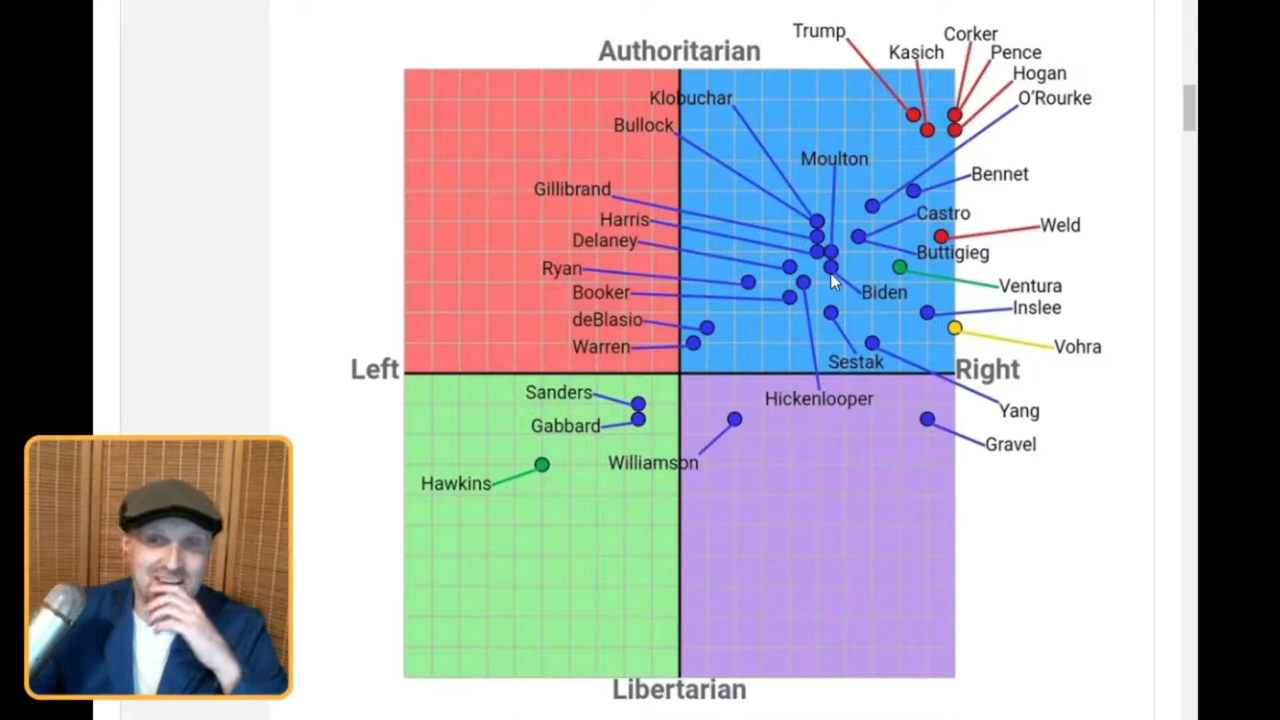 Trump
Corker
Kasich
Pence
Authoritarian
Hogan
Klobuchar
O'Rourke
Bullock
Moulton
Bennet
Gillibrand
Castro
Harris
Weld
Delaney
Buttigieg
Ryan
Ventura
Booker
Biden
Inslee
deBlasio
Warren
Vohra
Sestak
Left
Right
Sanders
Hickenlooper
Yang
Gabbard
Gravel
Williamson
Hawkins
Libertarian